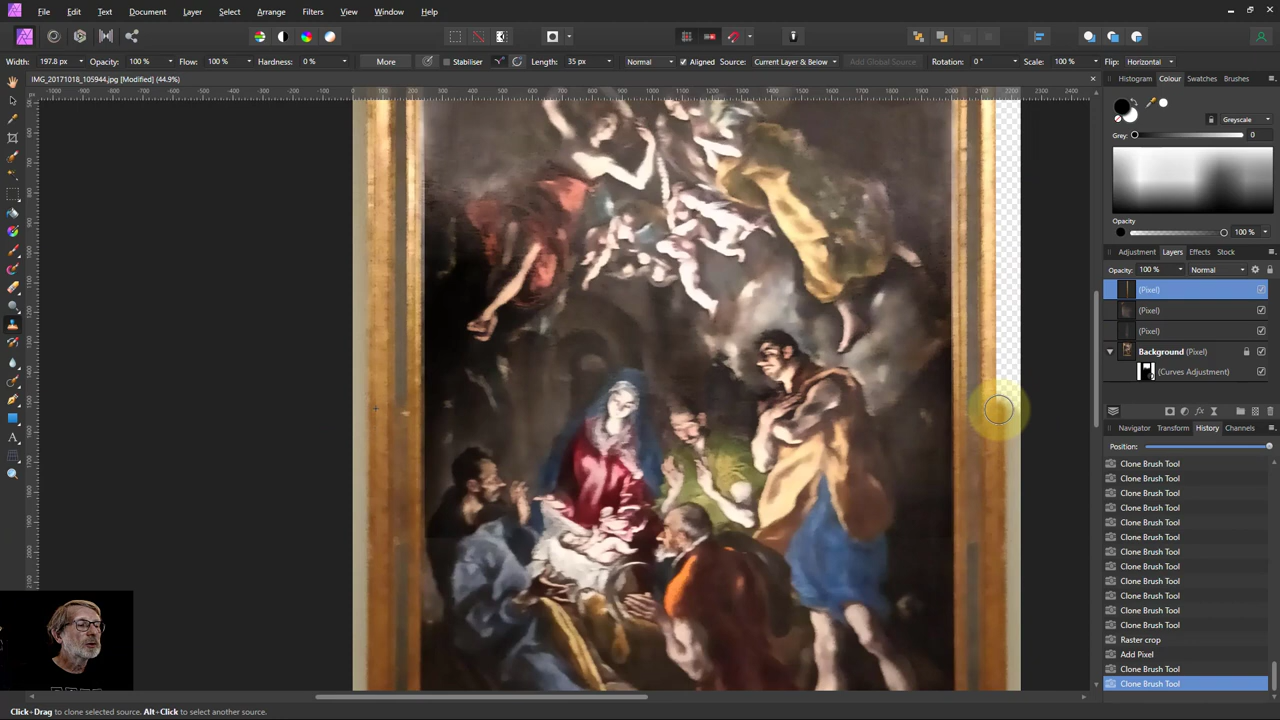 File Edit Text Document Layer Select Arrange Filters View Window Help
Width: 197.8 px Opacity: 100 % Flow: 100 % Hardness: 0 % More Stabiliser Length: 35 px Normal Aligned Source: Current Layer & Below Add Global Source Rotation: 0 ° Scale: 100 % Flip: Horizontal
IMG_20171018_105944.jpg [Modified] (44.9%)
Histogram Colour Swatches Brushes
Greyscale
Grey: 0
Opacity
100 %
Adjustment Layers Effects Stock
Opacity: 100 % Normal
(Pixel)
(Pixel)
(Pixel)
Background (Pixel)
(Curves Adjustment)
Navigator Transform History Channels
Position:
Clone Brush Tool
Clone Brush Tool
Clone Brush Tool
Clone Brush Tool
Clone Brush Tool
Clone Brush Tool
Clone Brush Tool
Clone Brush Tool
Clone Brush Tool
Clone Brush Tool
Clone Brush Tool
Clone Brush Tool
Raster crop
Add Pixel
Clone Brush Tool
Clone Brush Tool
Click+Drag to clone selected source. Alt+Click to select another source.